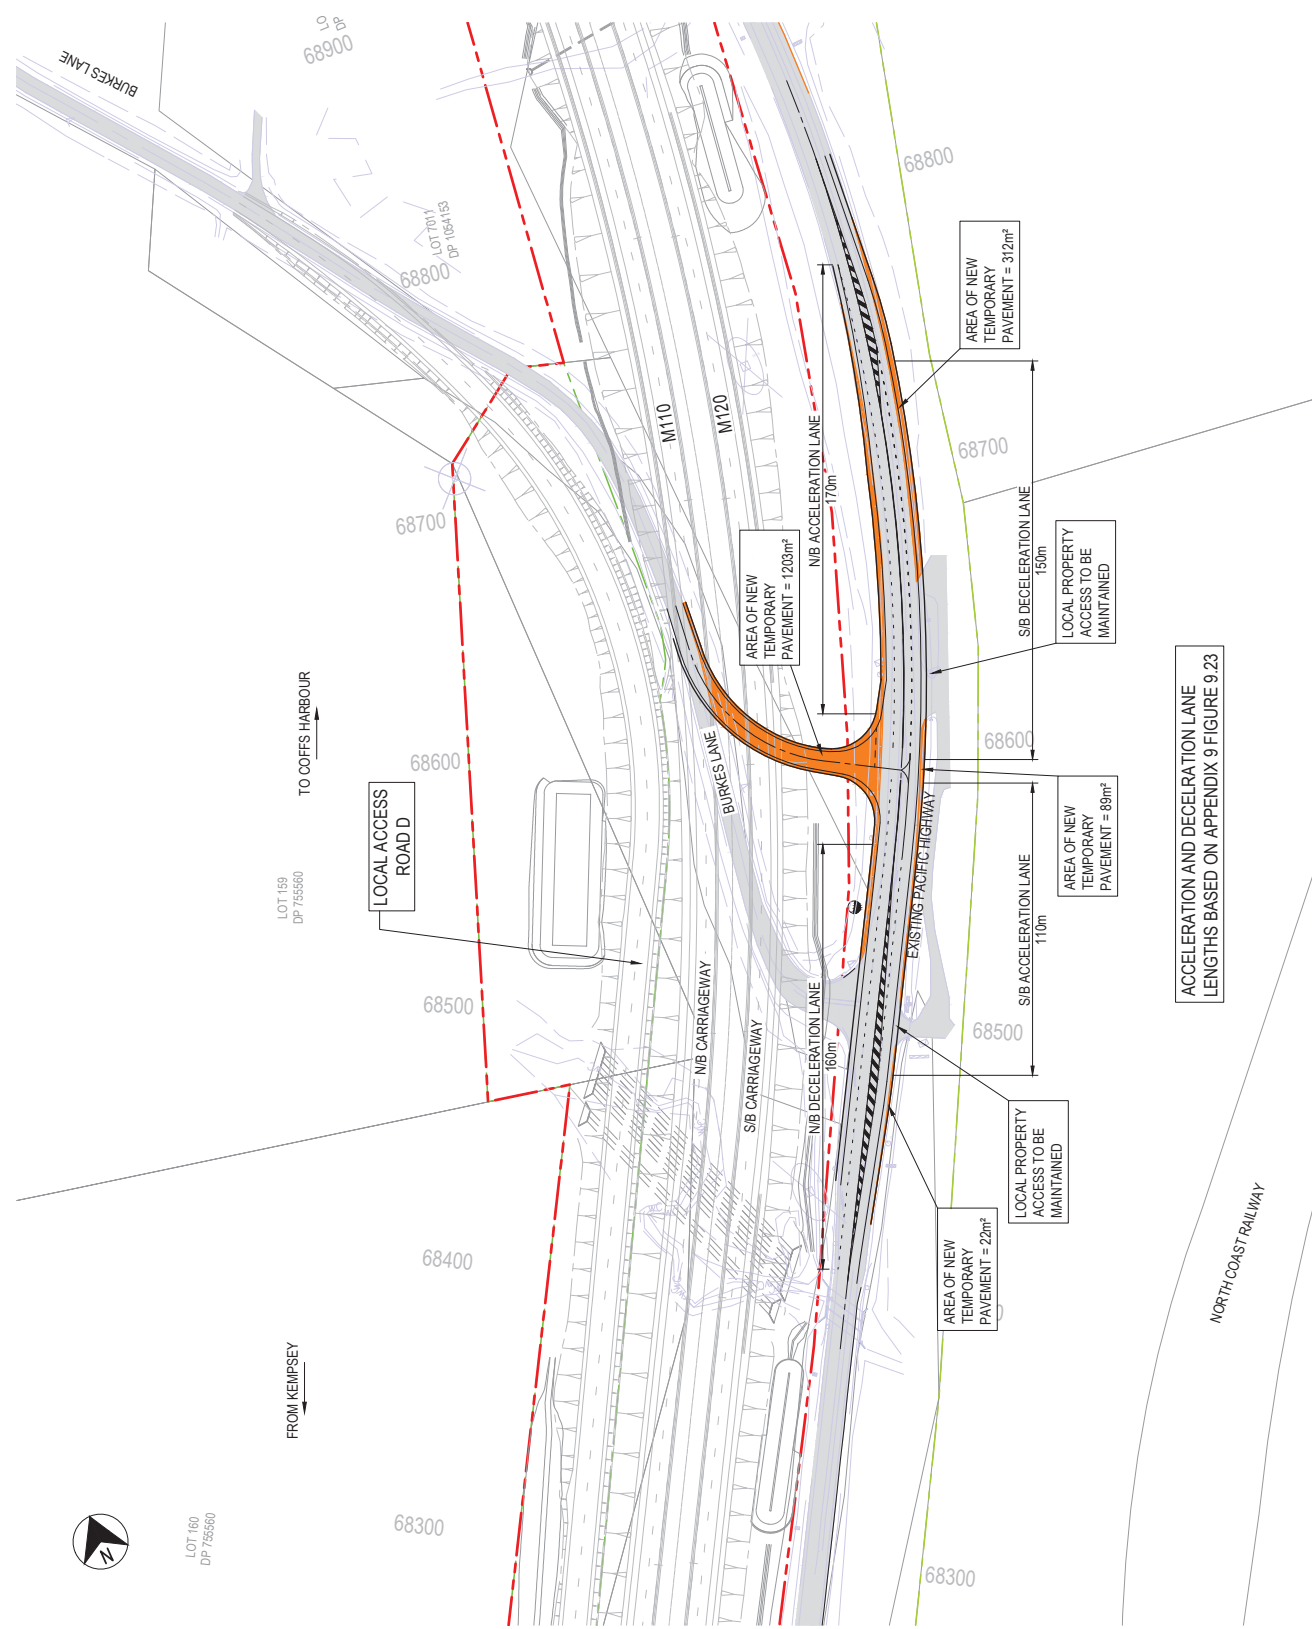 BURKES LANE
LO
DP
68900
LOT 7011
DP 1054153
68800
68800
AREA OF NEW
TEMPORARY
PAVEMENT = 312m²
M110
M120
N/B ACCELERATION LANE
170m
68700
68700
S/B DECELERATION LANE
150m
LOCAL PROPERTY
ACCESS TO BE
MAINTAINED
AREA OF NEW
TEMPORARY
PAVEMENT = 1203m²
TO COFFS HARBOUR
68600
68600
BURKES LANE
LOCAL ACCESS
ROAD D
LOT 159
DP 755560
EXISTING PACIFIC HIGHWAY
AREA OF NEW
TEMPORARY
PAVEMENT = 89m²
S/B ACCELERATION LANE
110m
ACCELERATION AND DECELRATION LANE
LENGTHS BASED ON APPENDIX 9 FIGURE 9.23
68500
68500
N/B CARRIAGEWAY
S/B CARRIAGEWAY
N/B DECELERATION LANE
160m
LOCAL PROPERTY
ACCESS TO BE
MAINTAINED
AREA OF NEW
TEMPORARY
PAVEMENT = 22m²
68400
NORTH COAST RAILWAY
FROM KEMPSEY
N
LOT 160
DP 755560
68300
68300